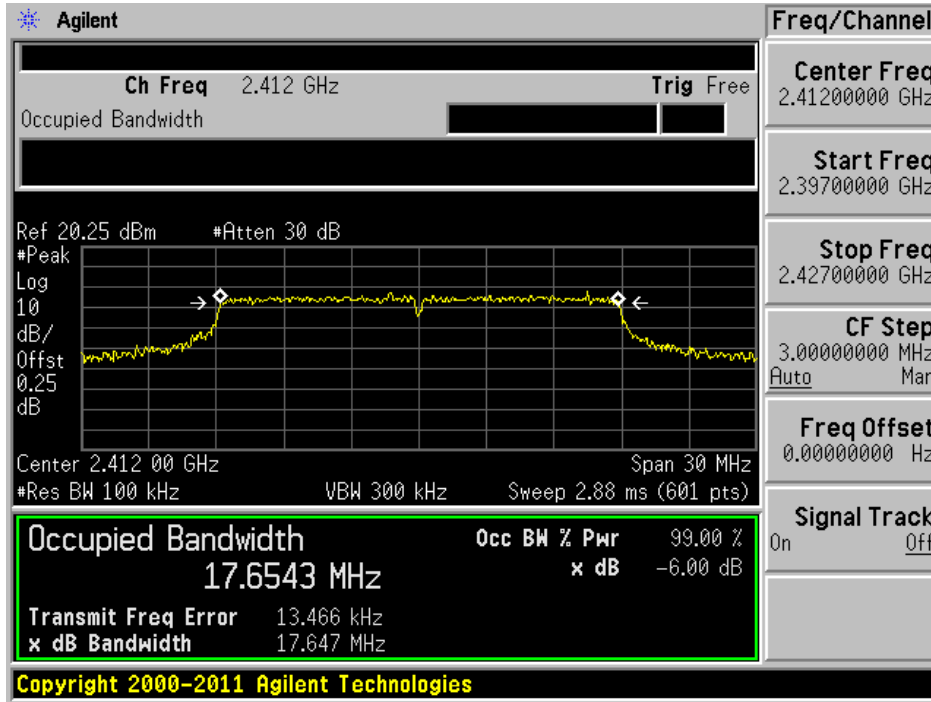 Agilent
Freq/Channel
Ch Freq 2.412 GHz
Trig Free
Occupied Bandwidth
Center Freq
2.41200000 GHz
Start Freq
2.39700000 GHz
Stop Freq
2.42700000 GHz
CF Step
3.00000000 MHz
Auto Man
Freq Offset
0.00000000 Hz
Signal Track
On Off
Ref 20.25 dBm #Atten 30 dB
#Peak
Log
10
dB/
Offst
0.25
dB
Center 2.412 00 GHz Span 30 MHz
#Res BW 100 kHz VBW 300 kHz Sweep 2.88 ms (601 pts)
Occupied Bandwidth
17.6543 MHz
Occ BW % Pwr 99.00 %
x dB -6.00 dB
Transmit Freq Error 13.466 kHz
x dB Bandwidth 17.647 MHz
Copyright 2000-2011 Agilent Technologies